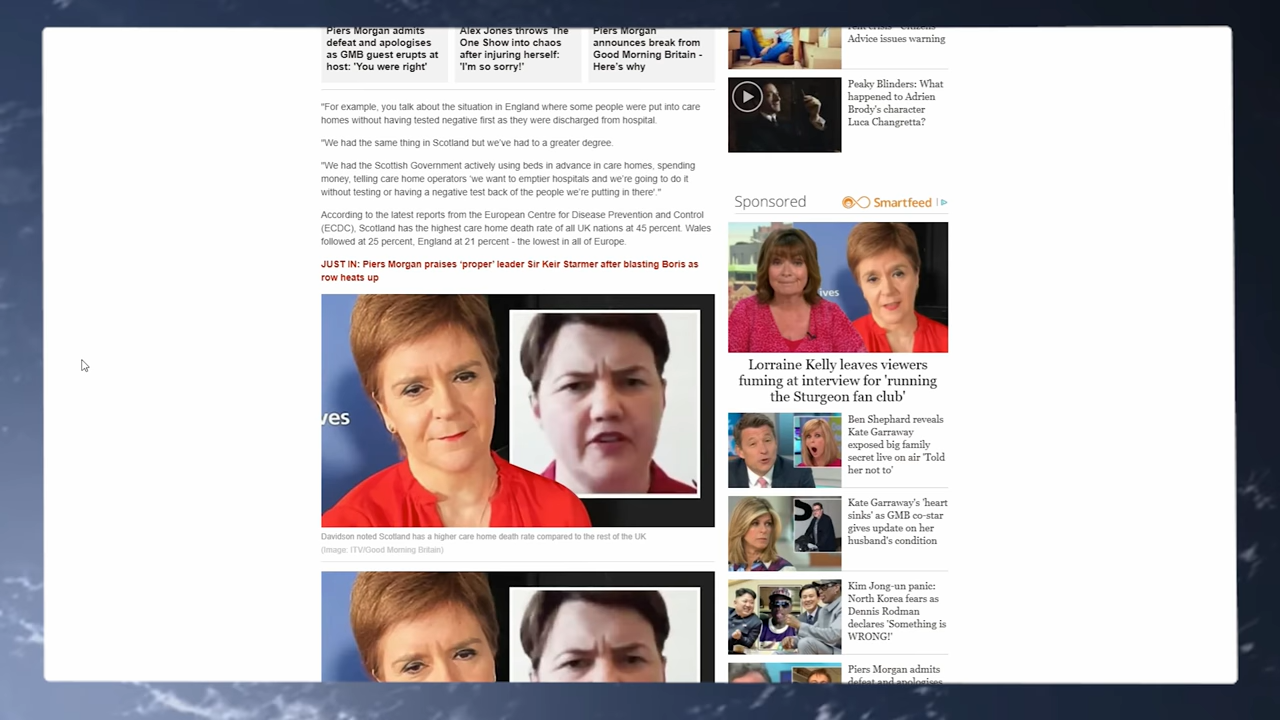 Piers Morgan admits
defeat and apologises
as GMB guest erupts at
host: 'You were right'
Alex Jones throws The
One Show into chaos
after injuring herself:
'I'm so sorry!'
Piers Morgan
announces break from
Good Morning Britain -
Here's why
"For example, you talk about the situation in England where some people were put into care
homes without having tested negative first as they were discharged from hospital.
"We had the same thing in Scotland but we've had to a greater degree.
"We had the Scottish Government actively using beds in advance in care homes, spending
money, telling care home operators 'we want to emptier hospitals and we're going to do it
without testing or having a negative test back of the people we're putting in there'."
According to the latest reports from the European Centre for Disease Prevention and Control
(ECDC), Scotland has the highest care home death rate of all UK nations at 45 percent. Wales
followed at 25 percent, England at 21 percent - the lowest in all of Europe.
JUST IN: Piers Morgan praises 'proper' leader Sir Keir Starmer after blasting Boris as
row heats up
ives
Davidson noted Scotland has a higher care home death rate compared to the rest of the UK
(Image: ITV/Good Morning Britain)
Advice issues warning
Peaky Blinders: What
happened to Adrien
Brody's character
Luca Changretta?
Sponsored
Smartfeed
ives
Lorraine Kelly leaves viewers
fuming at interview for 'running
the Sturgeon fan club'
Ben Shephard reveals
Kate Garraway
exposed big family
secret live on air 'Told
her not to'
Kate Garraway's 'heart
sinks' as GMB co-star
gives update on her
husband's condition
Kim Jong-un panic:
North Korea fears as
Dennis Rodman
declares 'Something is
WRONG!'
Piers Morgan admits
defeat and apologises